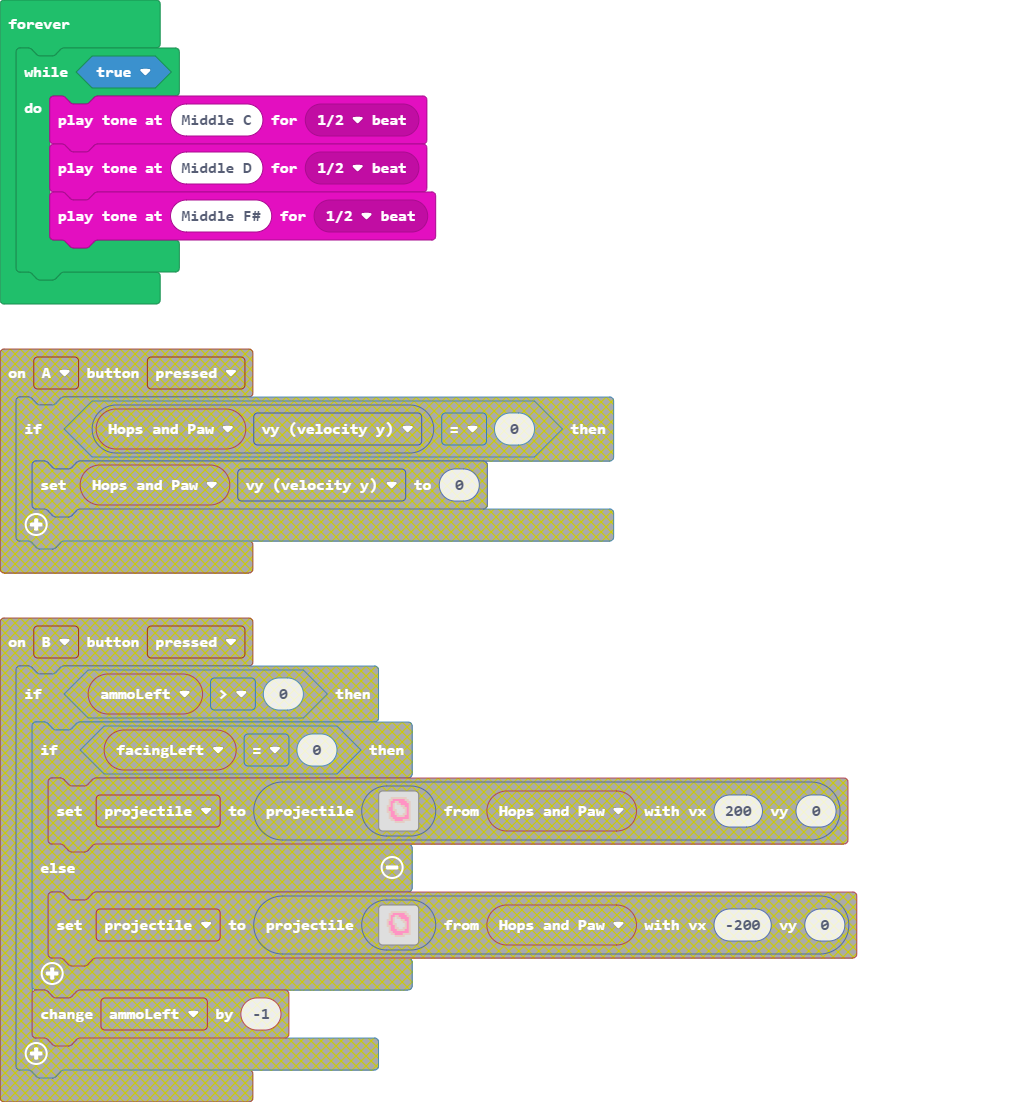 forever
while true
do
play tone at Middle C for 1/2 beat
play tone at Middle D for 1/2 beat
play tone at Middle F# for 1/2 beat
on A button pressed
if Hops and Paw vy (velocity y) = 0 then
set Hops and Paw vy (velocity y) to 0
on B button pressed
if ammoLeft > 0 then
if facingLeft = 0 then
set projectile to projectile from Hops and Paw with vx 200 vy 0
else
set projectile to projectile from Hops and Paw with vx -200 vy 0
change ammoLeft by -1